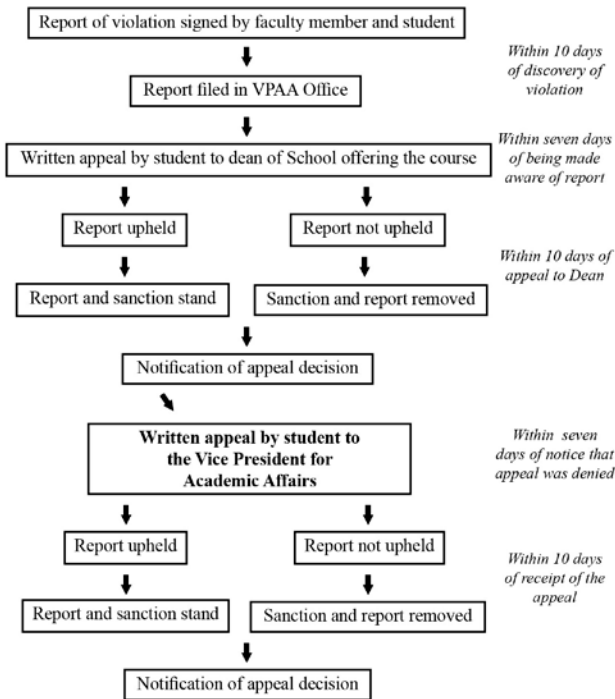 Report of violation signed by faculty member and student
Within 10 days
of discovery of
violation
Report filed in VPAA Office
Written appeal by student to dean of School offering the course
Within seven days
of being made
aware of report
Report upheld
Report not upheld
Within 10 days of
appeal to Dean
Report and sanction stand
Sanction and report removed
Notification of appeal decision
Written appeal by student to
the Vice President for
Academic Affairs
Within seven
days of notice that
appeal was denied
Report upheld
Report not upheld
Within 10 days
of receipt of the
appeal
Report and sanction stand
Sanction and report removed
Notification of appeal decision